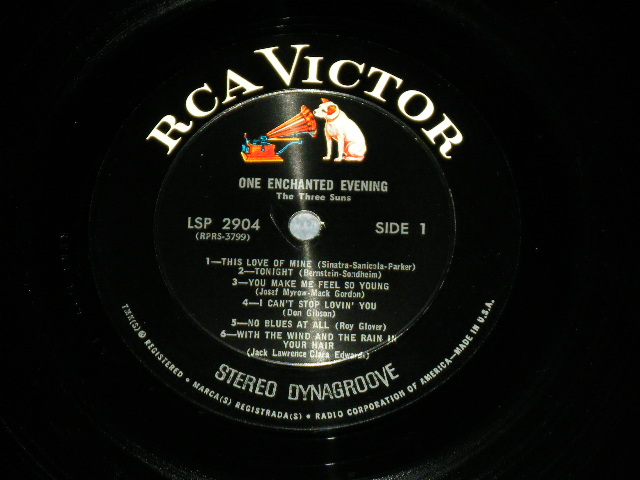 RCA VICTOR
ONE ENCHANTED EVENING
The Three Suns
LSP 2904
(RPRS-3799)
SIDE 1
1—THIS LOVE OF MINE (Sinatra-Sanicola-Parker)
2—TONIGHT (Bernstein-Sondheim)
3—YOU MAKE ME FEEL SO YOUNG
(Josef Myrow-Mack Gordon)
4—I CAN'T STOP LOVIN' YOU
(Don Gibson)
5—NO BLUES AT ALL (Roy Glover)
6—WITH THE WIND AND THE RAIN IN
YOUR HAIR
(Jack Lawrence Clara Edwards)
STEREO DYNAGROOVE
TMK(S) ® REGISTERED • MARCA(S) REGISTRADA(S) • RADIO CORPORATION OF AMERICA—MADE IN U.S.A.